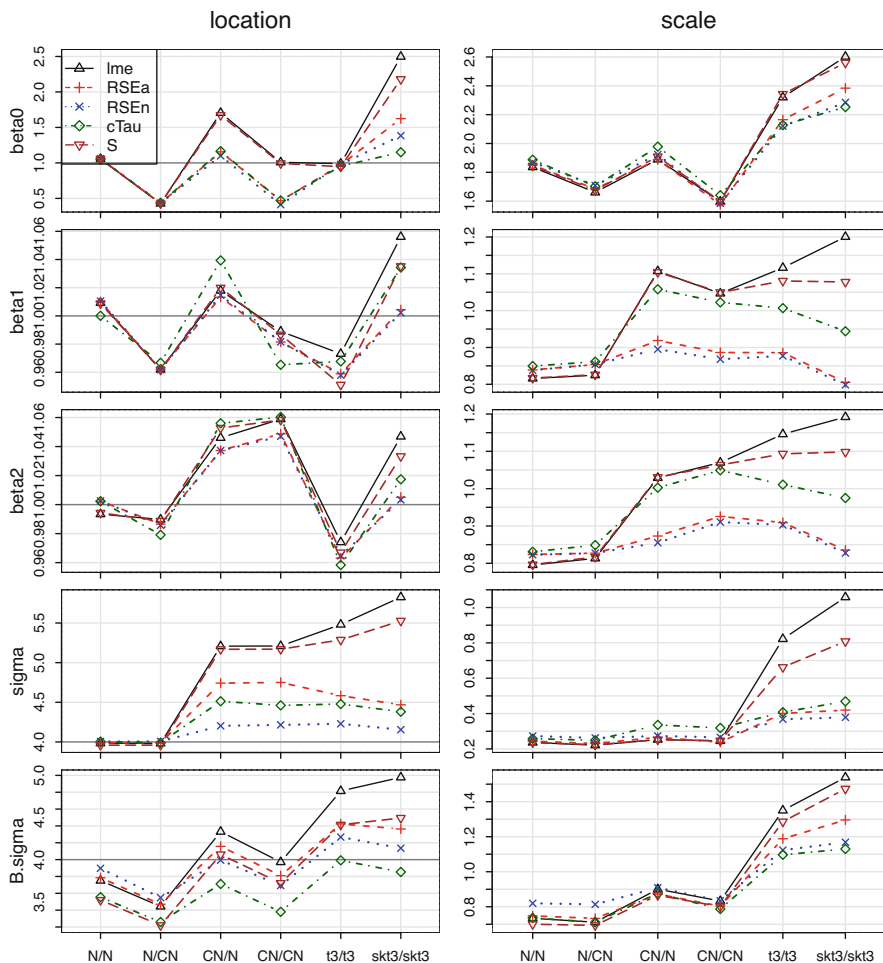 location
scale
beta0
0.5 1.0 1.5 2.0 2.5
lme
RSEa
RSEn
cTau
S
1.6 1.8 2.0 2.2 2.4 2.6
beta1
0.960.981.001.021.041.06
0.8 0.9 1.0 1.1 1.2
beta2
0.960.981.001.021.041.06
0.8 0.9 1.0 1.1 1.2
sigma
4.0 4.5 5.0 5.5
0.2 0.4 0.6 0.8 1.0
B.sigma
3.5 4.0 4.5 5.0
0.8 1.0 1.2 1.4
N/N N/CN CN/N CN/CN t3/t3 skt3/skt3
N/N N/CN CN/N CN/CN t3/t3 skt3/skt3